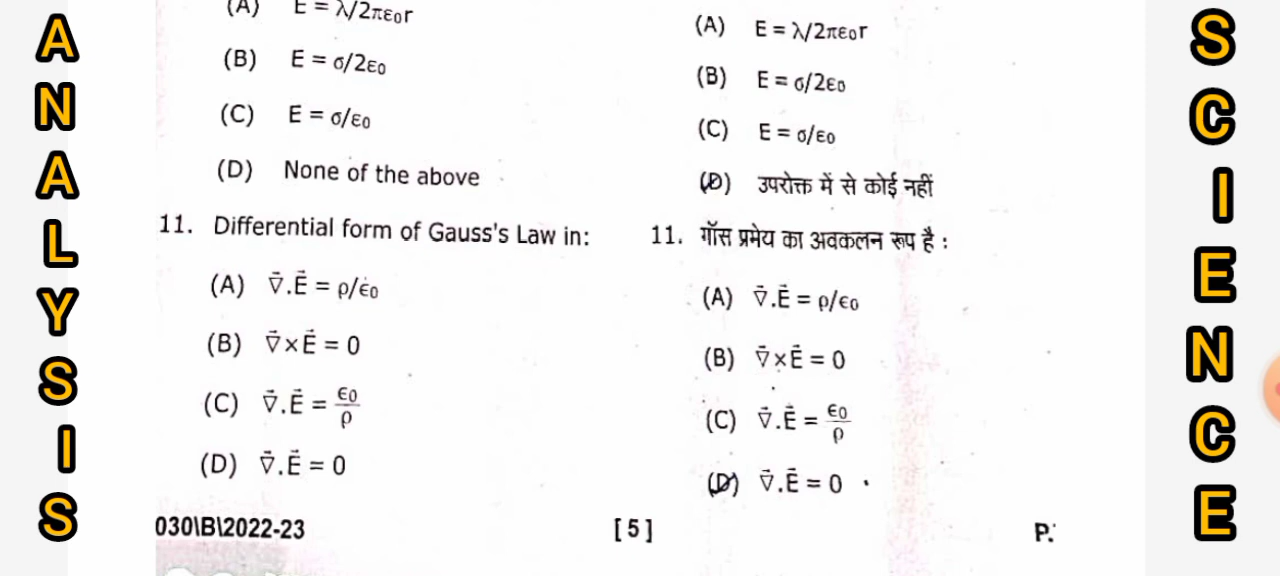 ANALYSIS
(A) E = λ/2πε₀r
(B) E = σ/2ε₀
(C) E = σ/ε₀
(D) None of the above
11. Differential form of Gauss's Law in:
(A) ∇⃗.E⃗ = ρ/ϵ₀
(B) ∇⃗×E⃗ = 0
(C) ∇⃗.E⃗ = ϵ₀/ρ
(D) ∇⃗.E⃗ = 0
(A) E = λ/2πε₀r
(B) E = σ/2ε₀
(C) E = σ/ε₀
(D) उपरोक्त में से कोई नहीं
11. गॉस प्रमेय का अवकलन रूप है :
(A) ∇⃗.E⃗ = ρ/ϵ₀
(B) ∇⃗×E⃗ = 0
(C) ∇⃗.E⃗ = ϵ₀/ρ
(D) ∇⃗.E⃗ = 0
030\B\2022-23 [5] P.
SCIENCE